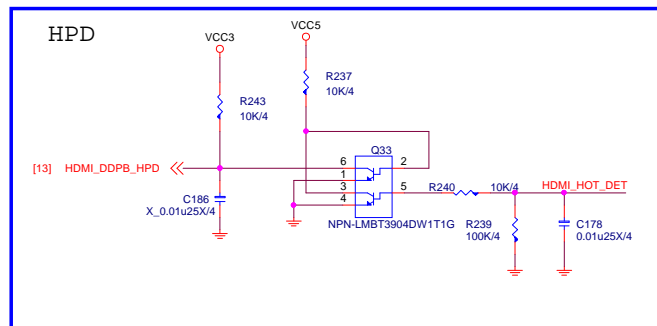 HPD
VCC3
VCC5
R243
10K/4
R237
10K/4
[13] HDMI_DDPB_HPD
Q33
6
1
3
4
2
5
C186
X_0.01u25X/4
R240
10K/4
HDMI_HOT_DET
NPN-LMBT3904DW1T1G
R239
100K/4
C178
0.01u25X/4